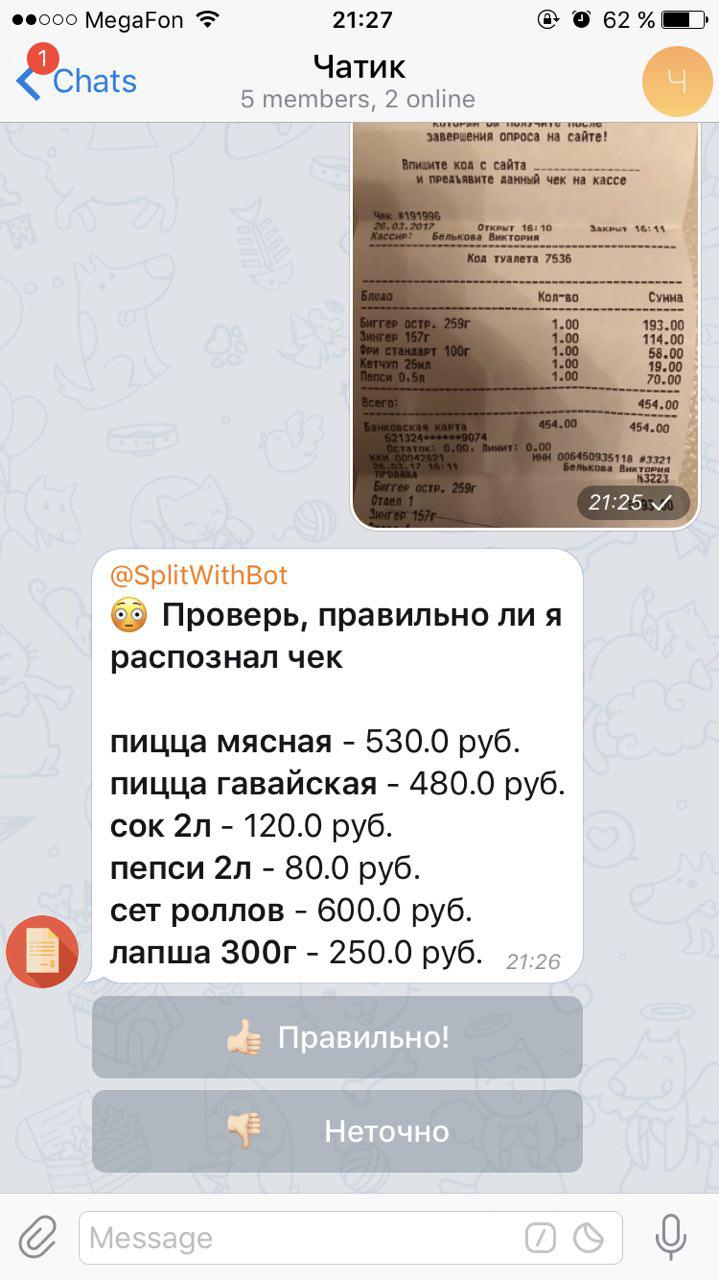 MegaFon 21:27 62 %
1
Chats
Чатик
5 members, 2 online
Ч
который вы получите после
завершения опроса на сайте!
Впишите код с сайта
и предъявите данный чек на кассе
Чек #191996
26.03.2017 Открыт 16:10 Закрыт 16:11
Кассир: Белькова Виктория
Код туалета 7536
Блюдо Кол-во Сумма
Биггер остр. 259г 1.00 193.00
Зингер 157г 1.00 114.00
Фри стандарт 100г 1.00 58.00
Кетчуп 25мл 1.00 19.00
Пепси 0.5л 1.00 70.00
Всего: 454.00
Банковская карта 454.00 454.00
521324******9074
Остаток: 0.00, Лимит: 0.00
ККМ 00042821 ИНН 006450935118 #3321
26.03.17 16:11 Белькова Виктория
ПРОДАЖА №3223
Биггер остр. 259г
Отдел 1
Зингер 157г
21:25
@SplitWithBot
😳 Проверь, правильно ли я
распознал чек
пицца мясная - 530.0 руб.
пицца гавайская - 480.0 руб.
сок 2л - 120.0 руб.
пепси 2л - 80.0 руб.
сет роллов - 600.0 руб.
лапша 300г - 250.0 руб.
21:26
👍🏻 Правильно!
👎🏻 Неточно
Message